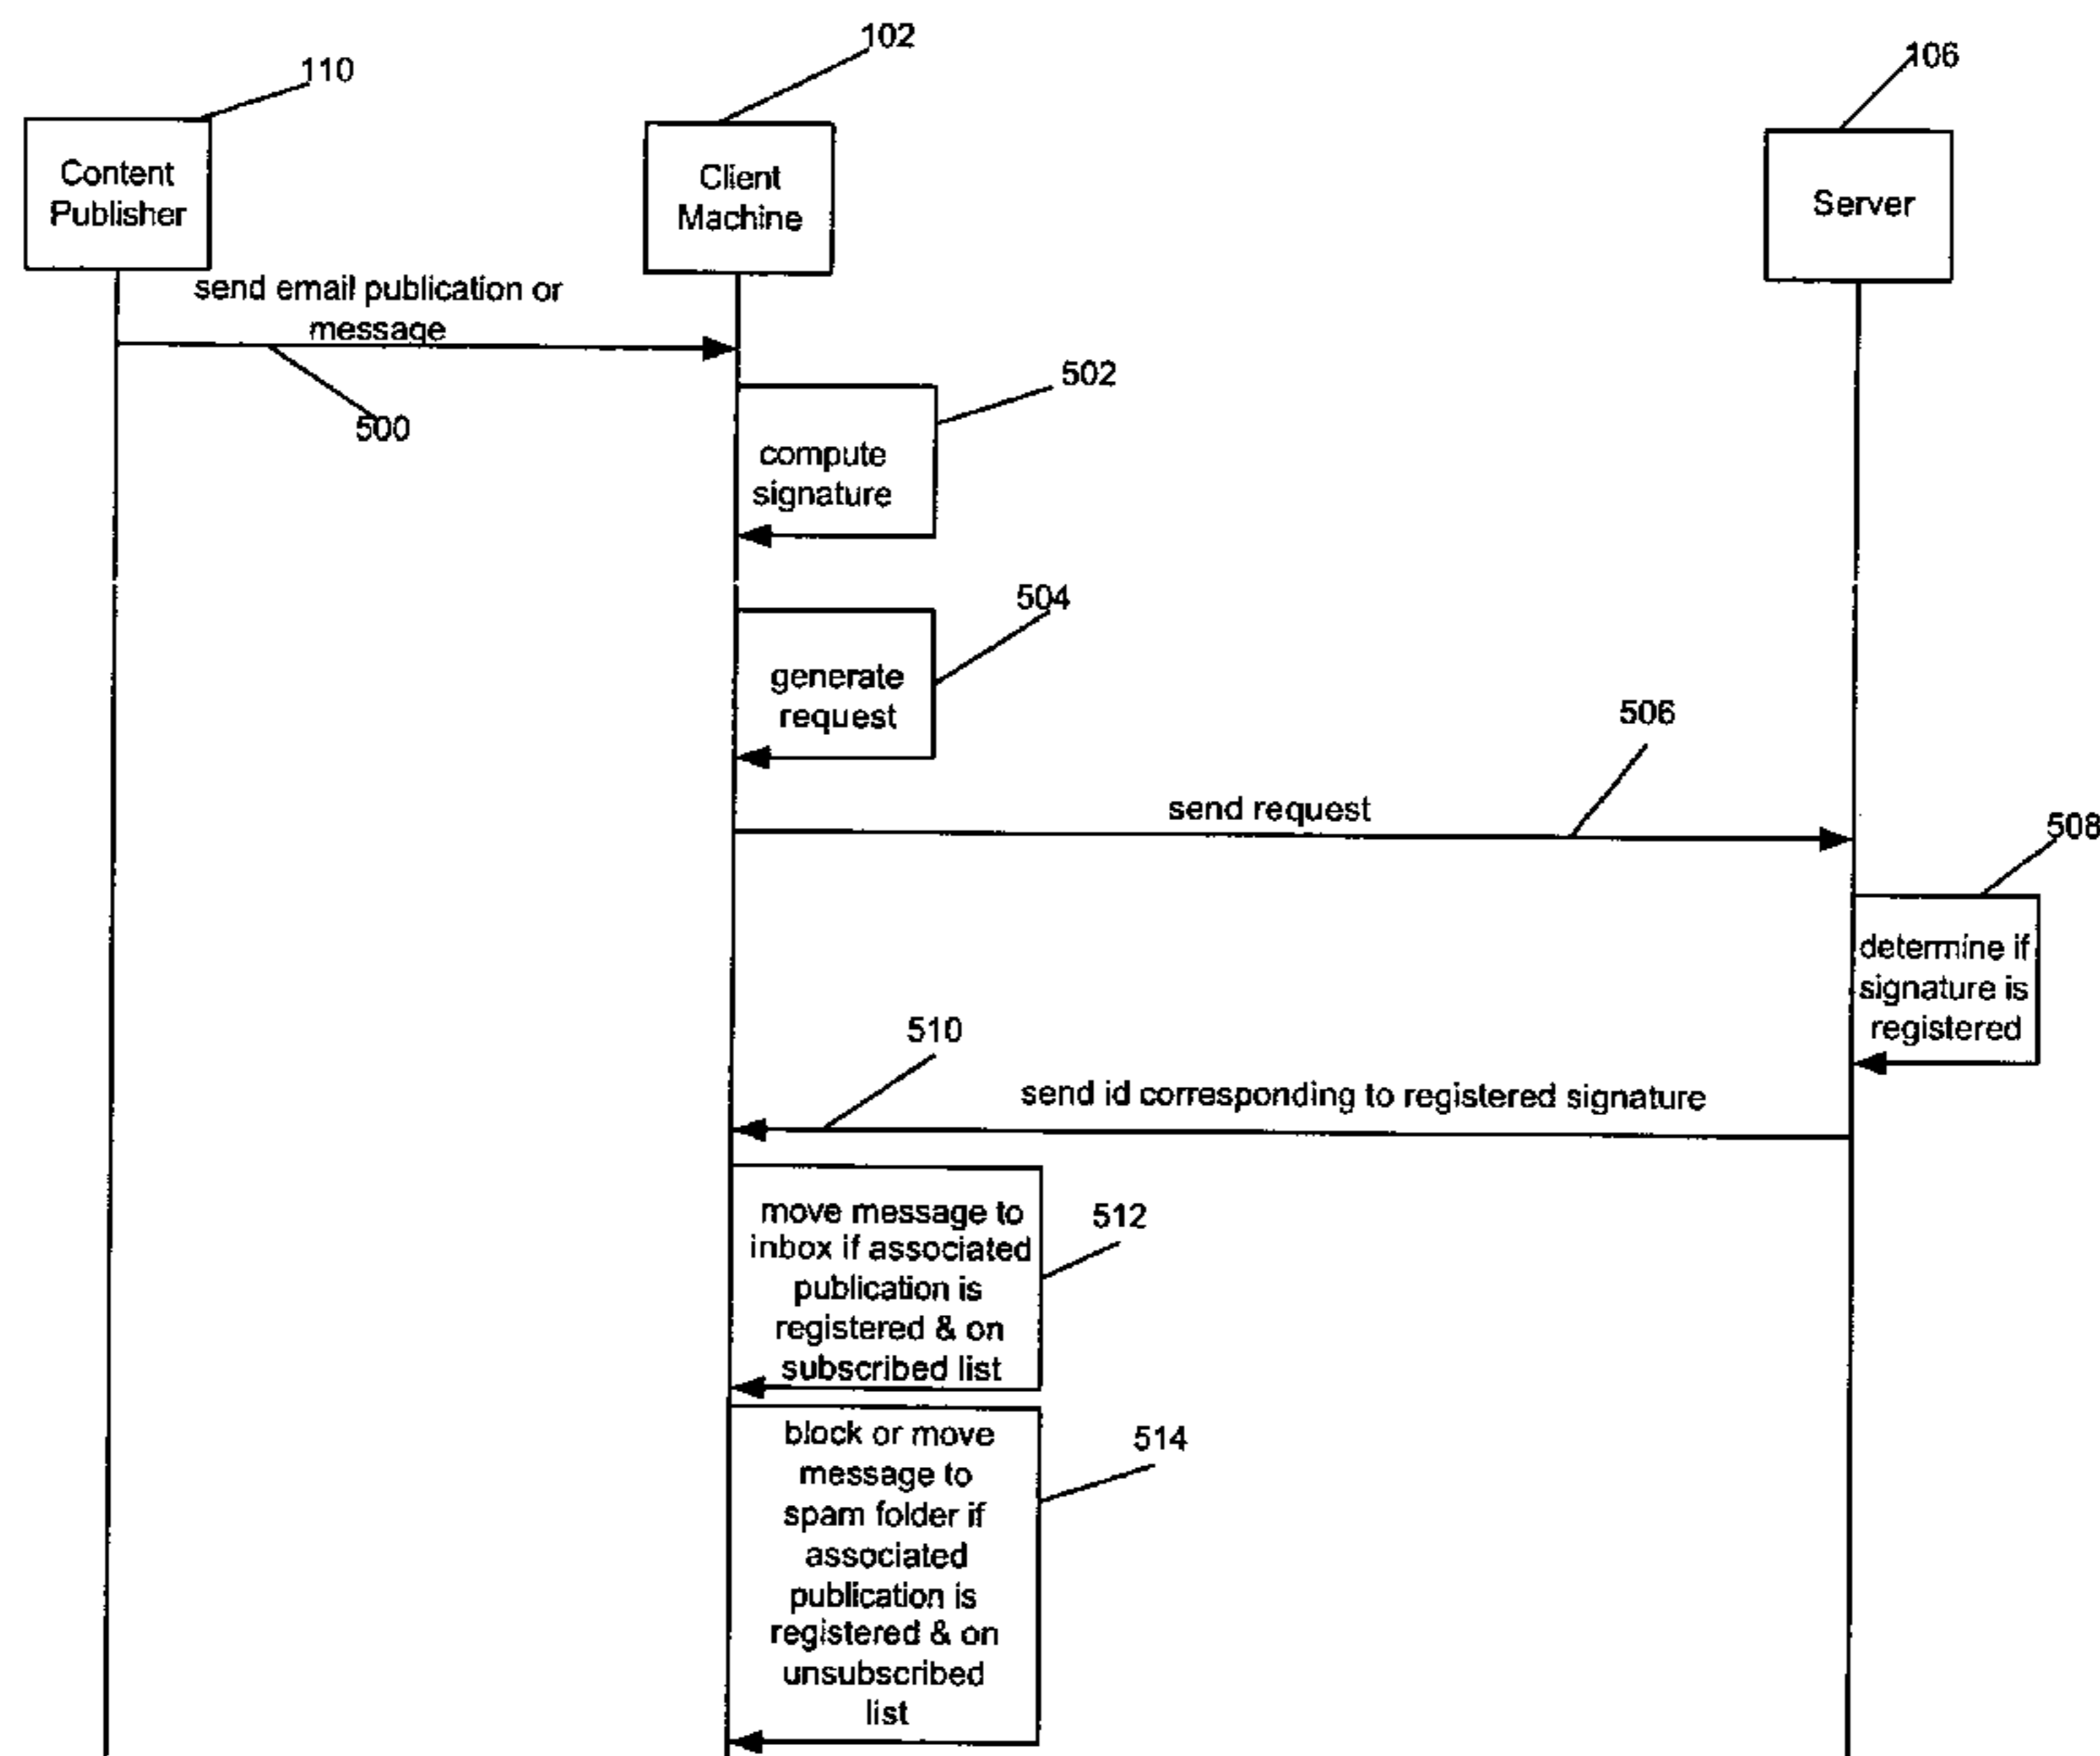 110
102
106
Content
Publisher
Client
Machine
Server
send email publication or
message
500
502
compute
signature
504
generate
request
506
send request
508
determine if
signature is
registered
510
send id corresponding to registered signature
move message to
inbox if associated
publication is
registered & on
subscribed list
512
block or move
message to
spam folder if
associated
publication is
registered & on
unsubscribed
list
514